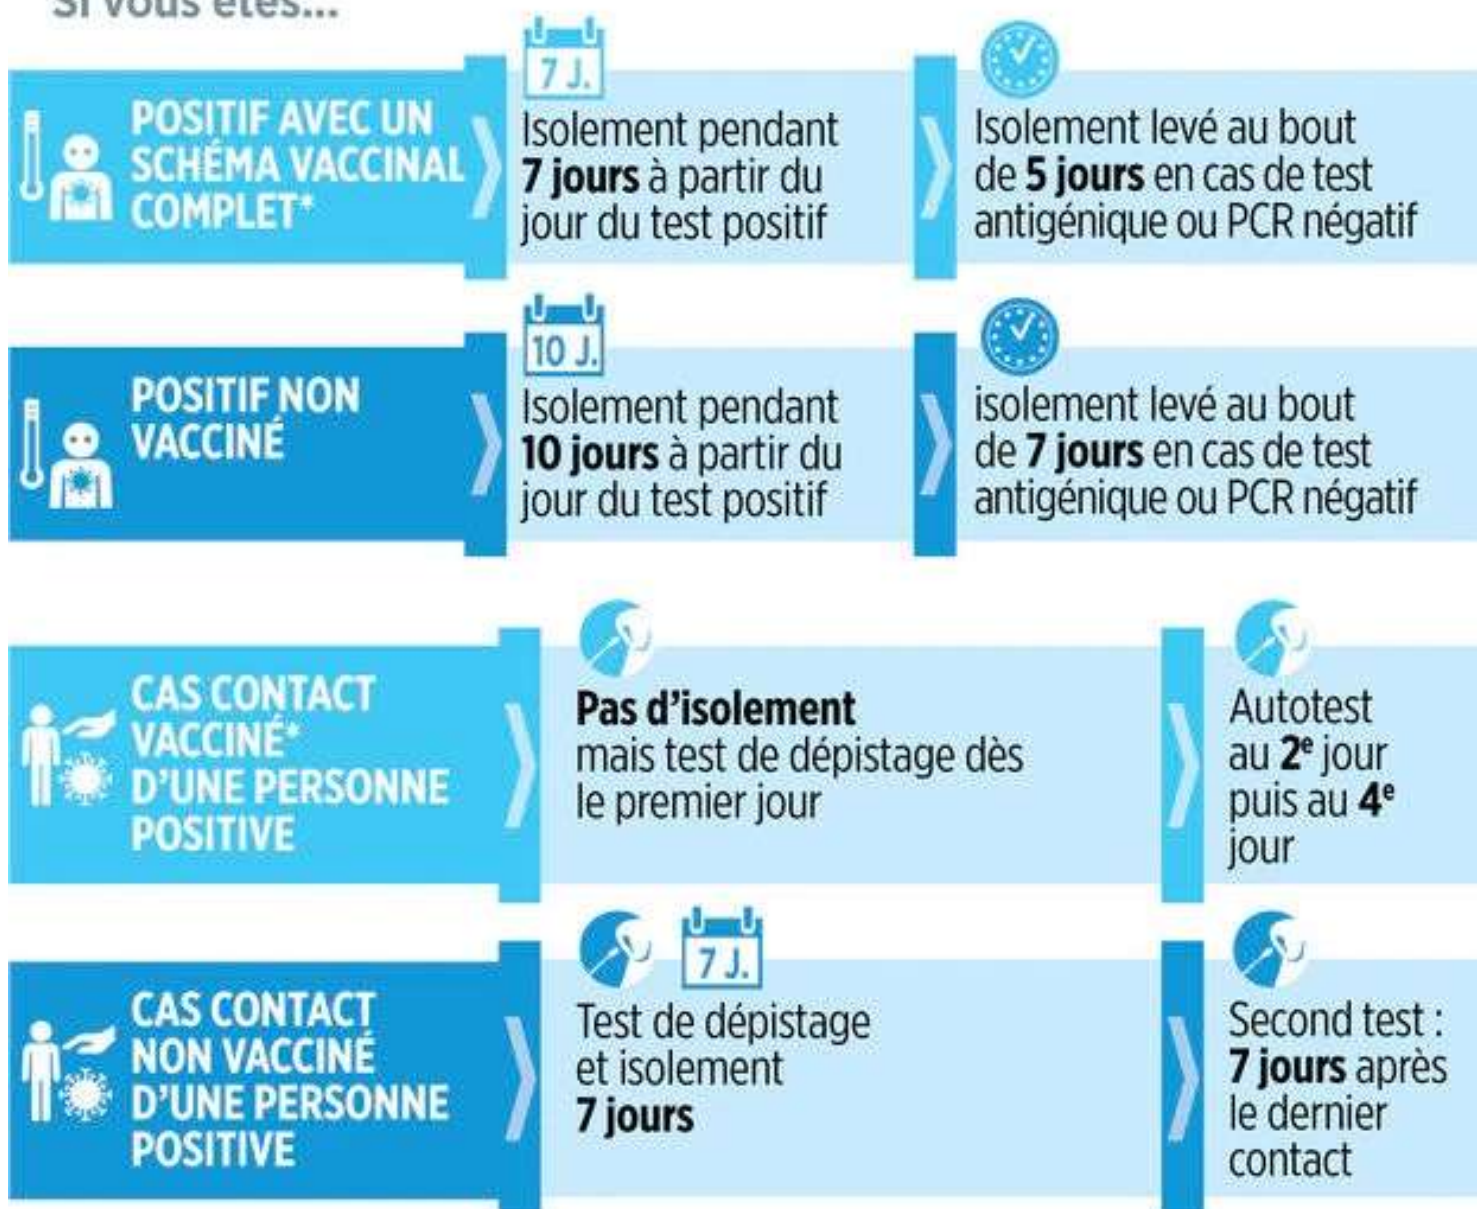 Si vous êtes...
7 J.
POSITIF AVEC UN
SCHÉMA VACCINAL
COMPLET*
Isolement pendant
7 jours à partir du
jour du test positif
Isolement levé au bout
de 5 jours en cas de test
antigénique ou PCR négatif
10 J.
POSITIF NON
VACCINÉ
Isolement pendant
10 jours à partir du
jour du test positif
isolement levé au bout
de 7 jours en cas de test
antigénique ou PCR négatif
CAS CONTACT
VACCINÉ*
D'UNE PERSONNE
POSITIVE
Pas d'isolement
mais test de dépistage dès
le premier jour
Autotest
au 2e jour
puis au 4e
jour
7 J.
CAS CONTACT
NON VACCINÉ
D'UNE PERSONNE
POSITIVE
Test de dépistage
et isolement
7 jours
Second test :
7 jours après
le dernier
contact